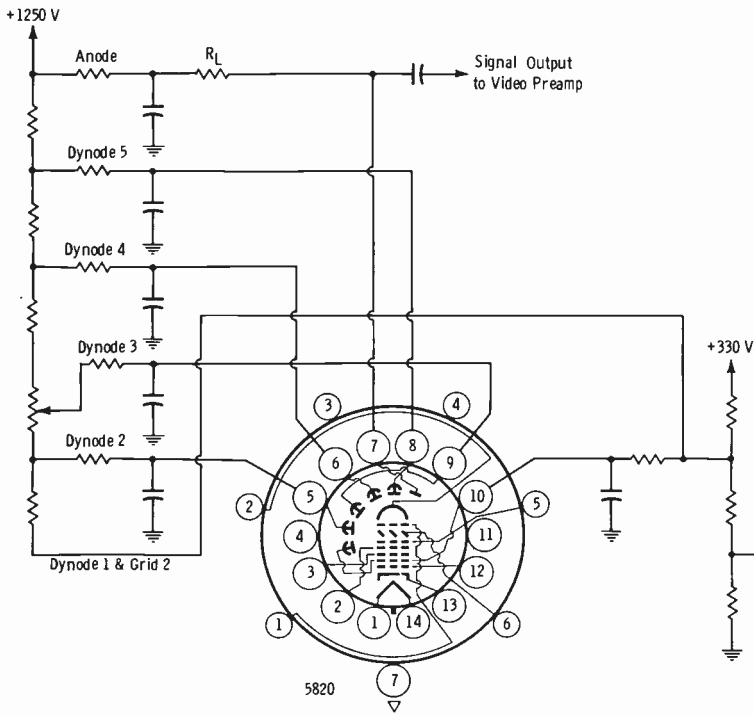 +1250 V
Anode
R_L
Signal Output
to Video Preamp
Dynode 5
Dynode 4
Dynode 3
+330 V
Dynode 2
3
4
6
7
8
9
2
5
10
5
4
11
3
12
Dynode 1 & Grid 2
2
13
1
1
14
6
5820
7